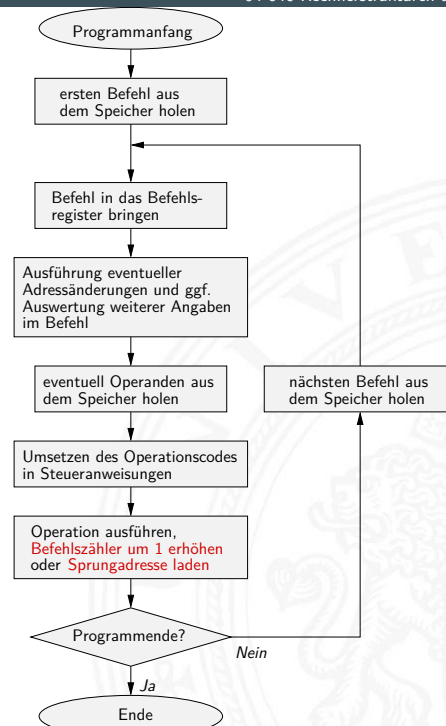 Programmanfang
ersten Befehl aus
dem Speicher holen
Befehl in das Befehls-
register bringen
Ausführung eventueller
Adressänderungen und ggf.
Auswertung weiterer Angaben
im Befehl
eventuell Operanden aus
dem Speicher holen
nächsten Befehl aus
dem Speicher holen
Umsetzen des Operationscodes
in Steueranweisungen
Operation ausführen,
Befehlszähler um 1 erhöhen
oder Sprungadresse laden
Programmende?
Nein
Ja
Ende